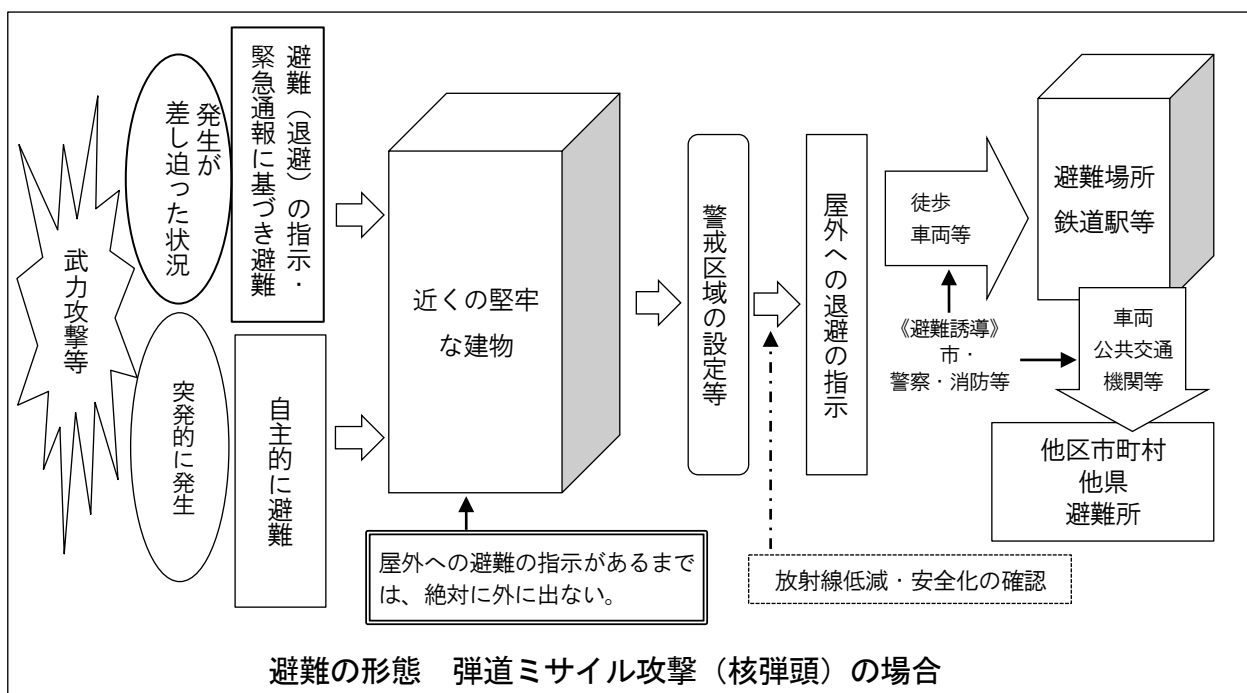 武力攻撃等
発生が
差し迫った状況
避難（退避）の指示・
緊急通報に基づき避難
突発的に発生
自主的に避難
近くの堅牢
な建物
屋外への避難の指示があるまで
は、絶対に外に出ない。
警戒区域の設定等
放射線低減・安全化の確認
屋外への退避の指示
徒歩
車両等
《避難誘導》
市・
警察・消防等
避難場所
鉄道駅等
車両
公共交通
機関等
他区市町村
他県
避難所
避難の形態　弾道ミサイル攻撃（核弾頭）の場合